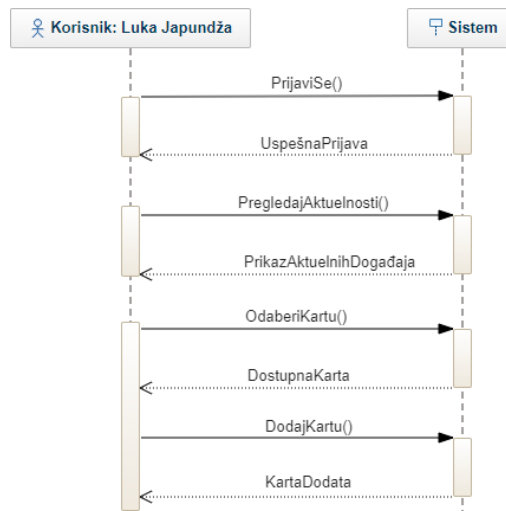 Korisnik: Luka Japundža
Sistem
PrijaviSe()
UspešnaPrijava
PregledajAktuelnosti()
PrikazAktuelnihDogađaja
OdaberiKartu()
DostupnaKarta
DodajKartu()
KartaDodata